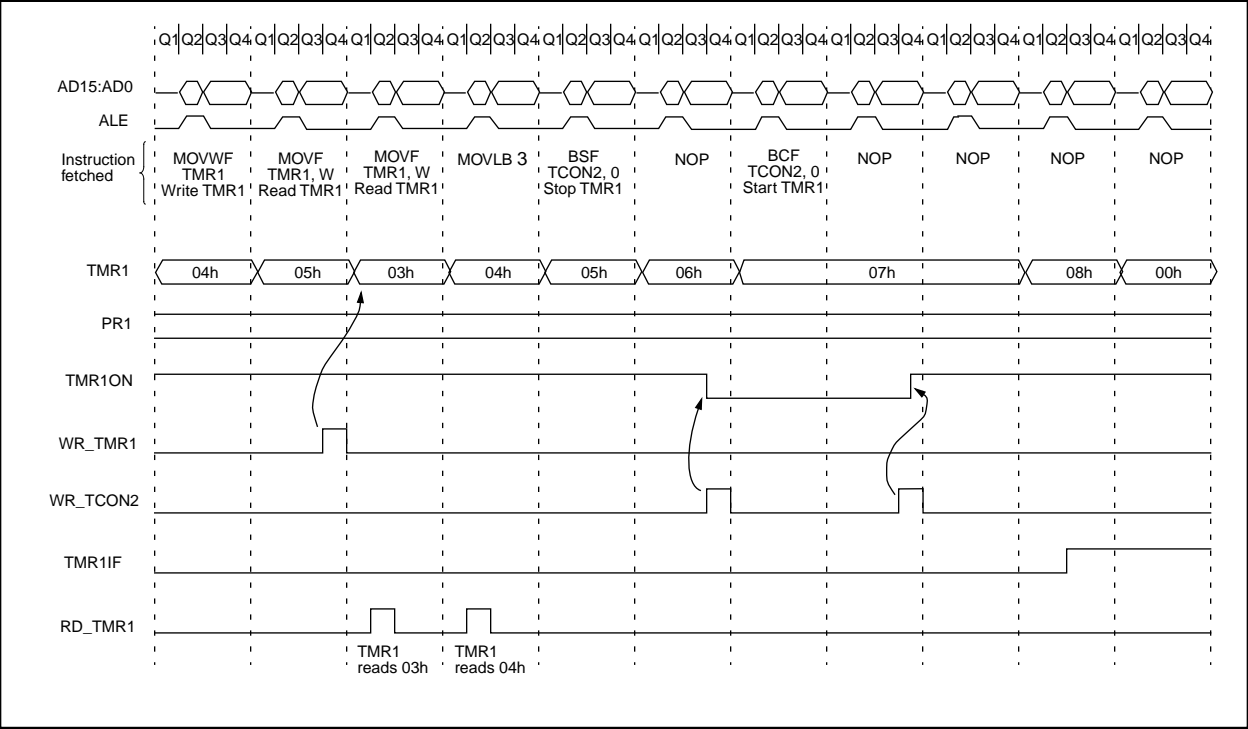 Q1 Q2 Q3 Q4 Q1 Q2 Q3 Q4 Q1 Q2 Q3 Q4 Q1 Q2 Q3 Q4 Q1 Q2 Q3 Q4 Q1 Q2 Q3 Q4 Q1 Q2 Q3 Q4 Q1 Q2 Q3 Q4 Q1 Q2 Q3 Q4 Q1 Q2 Q3 Q4 Q1 Q2 Q3 Q4
AD15:AD0
ALE
Instruction
fetched
MOVWF
TMR1
Write TMR1
MOVF
TMR1, W
Read TMR1
MOVF
TMR1, W
Read TMR1
MOVLB 3
BSF
TCON2, 0
Stop TMR1
NOP
BCF
TCON2, 0
Start TMR1
NOP
NOP
NOP
NOP
TMR1
04h 05h 03h 04h 05h 06h 07h 08h 00h
PR1
TMR1ON
WR_TMR1
WR_TCON2
TMR1IF
RD_TMR1
TMR1
reads 03h
TMR1
reads 04h